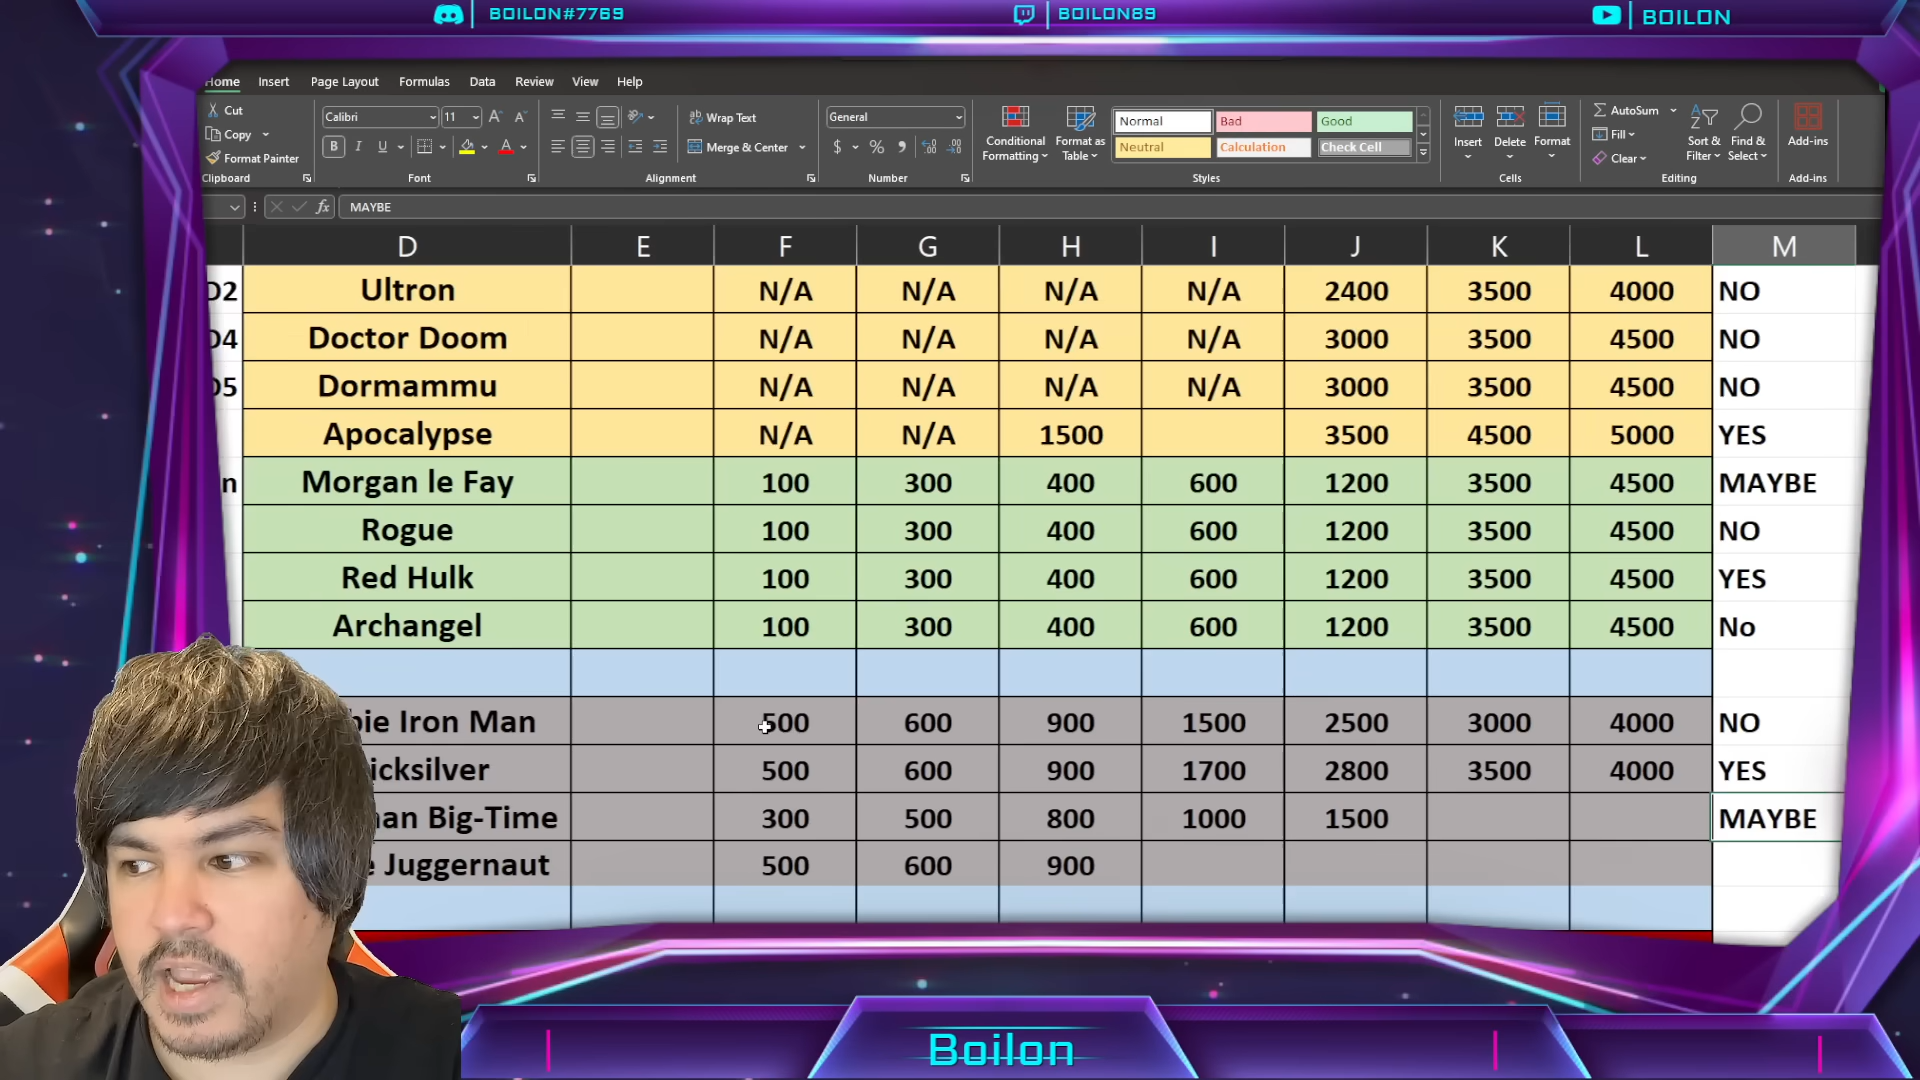 BOILON#7769
BOILON89
BOILON
Home Insert Page Layout Formulas Data Review View Help
Cut
Copy
Format Painter
Clipboard
Calibri 11
B I U
Font
Wrap Text
Merge & Center
Alignment
General
$ % ,
Number
Conditional Formatting
Format as Table
Normal Bad Good
Neutral Calculation Check Cell
Styles
Insert Delete Format
Cells
AutoSum
Fill
Clear
Sort & Filter
Find & Select
Editing
Add-ins
Add-ins
fx MAYBE
D E F G H I J K L M
D2 Ultron N/A N/A N/A N/A 2400 3500 4000 NO
D4 Doctor Doom N/A N/A N/A N/A 3000 3500 4500 NO
D5 Dormammu N/A N/A N/A N/A 3000 3500 4500 NO
Apocalypse N/A N/A 1500 3500 4500 5000 YES
n Morgan le Fay 100 300 400 600 1200 3500 4500 MAYBE
Rogue 100 300 400 600 1200 3500 4500 NO
Red Hulk 100 300 400 600 1200 3500 4500 YES
Archangel 100 300 400 600 1200 3500 4500 No
bie Iron Man 500 600 900 1500 2500 3000 4000 NO
icksilver 500 600 900 1700 2800 3500 4000 YES
an Big-Time 300 500 800 1000 1500 MAYBE
e Juggernaut 500 600 900
Boilon